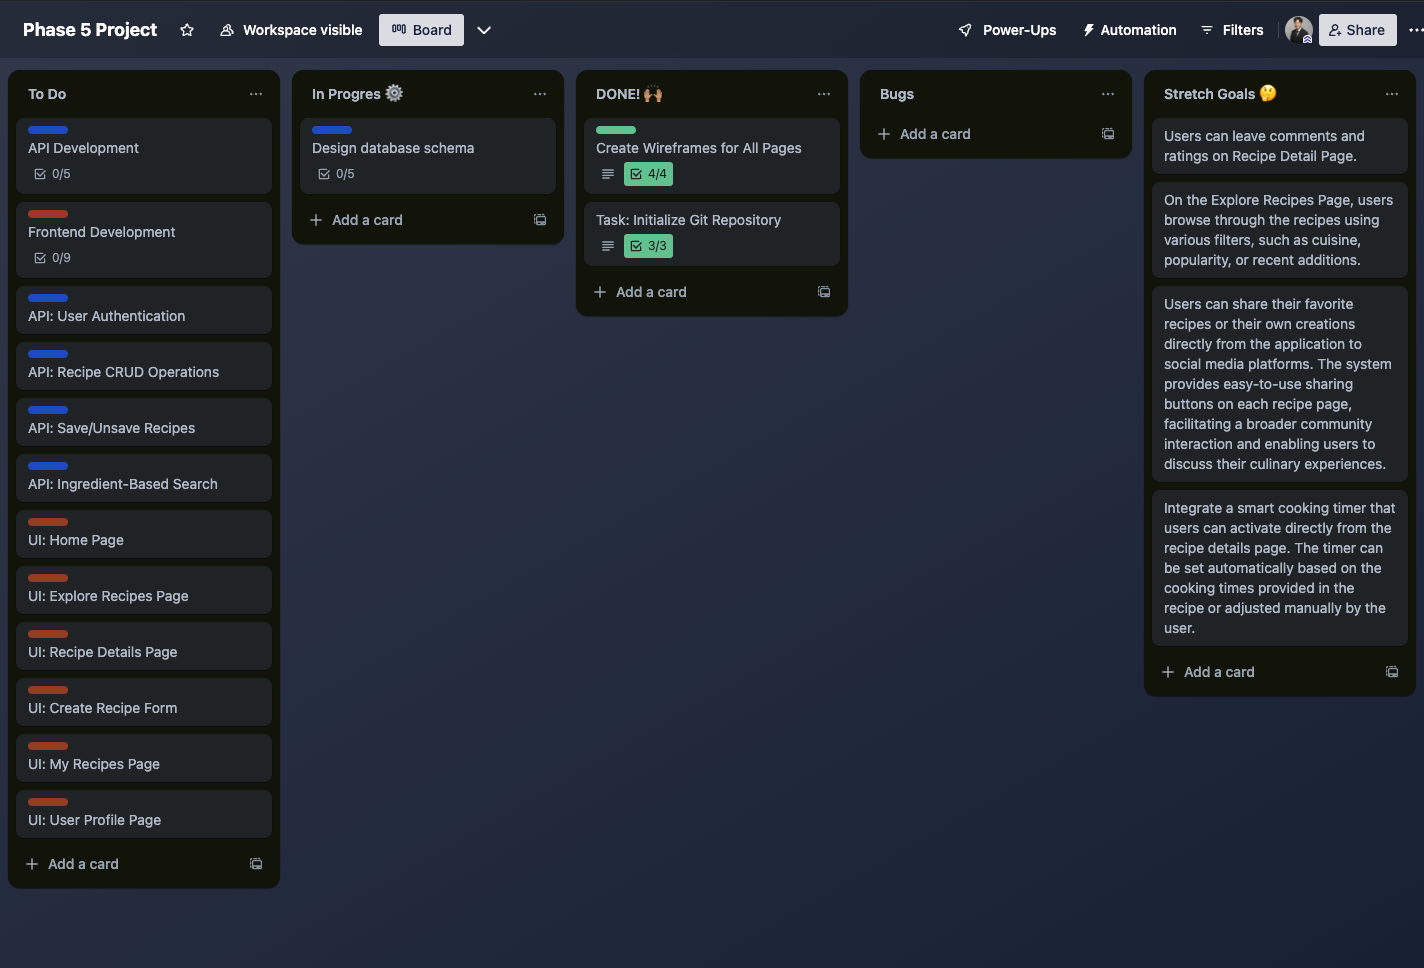 Phase 5 Project
Workspace visible
Board
Power-Ups
Automation
Filters
Share
To Do
API Development
0/5
Frontend Development
0/9
API: User Authentication
API: Recipe CRUD Operations
API: Save/Unsave Recipes
API: Ingredient-Based Search
UI: Home Page
UI: Explore Recipes Page
UI: Recipe Details Page
UI: Create Recipe Form
UI: My Recipes Page
UI: User Profile Page
Add a card
In Progres ⚙️
Design database schema
0/5
Add a card
DONE! 🙌🏽
Create Wireframes for All Pages
4/4
Task: Initialize Git Repository
3/3
Add a card
Bugs
Add a card
Stretch Goals 🤔
Users can leave comments and
ratings on Recipe Detail Page.
On the Explore Recipes Page, users
browse through the recipes using
various filters, such as cuisine,
popularity, or recent additions.
Users can share their favorite
recipes or their own creations
directly from the application to
social media platforms. The system
provides easy-to-use sharing
buttons on each recipe page,
facilitating a broader community
interaction and enabling users to
discuss their culinary experiences.
Integrate a smart cooking timer that
users can activate directly from the
recipe details page. The timer can
be set automatically based on the
cooking times provided in the
recipe or adjusted manually by the
user.
Add a card